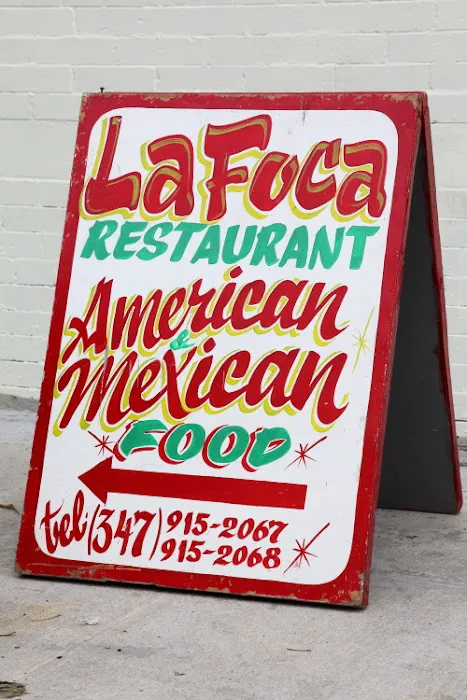 La Foca
RESTAURANT
American
&
Mexican
FOOD
tel (347) 915-2067
915-2068